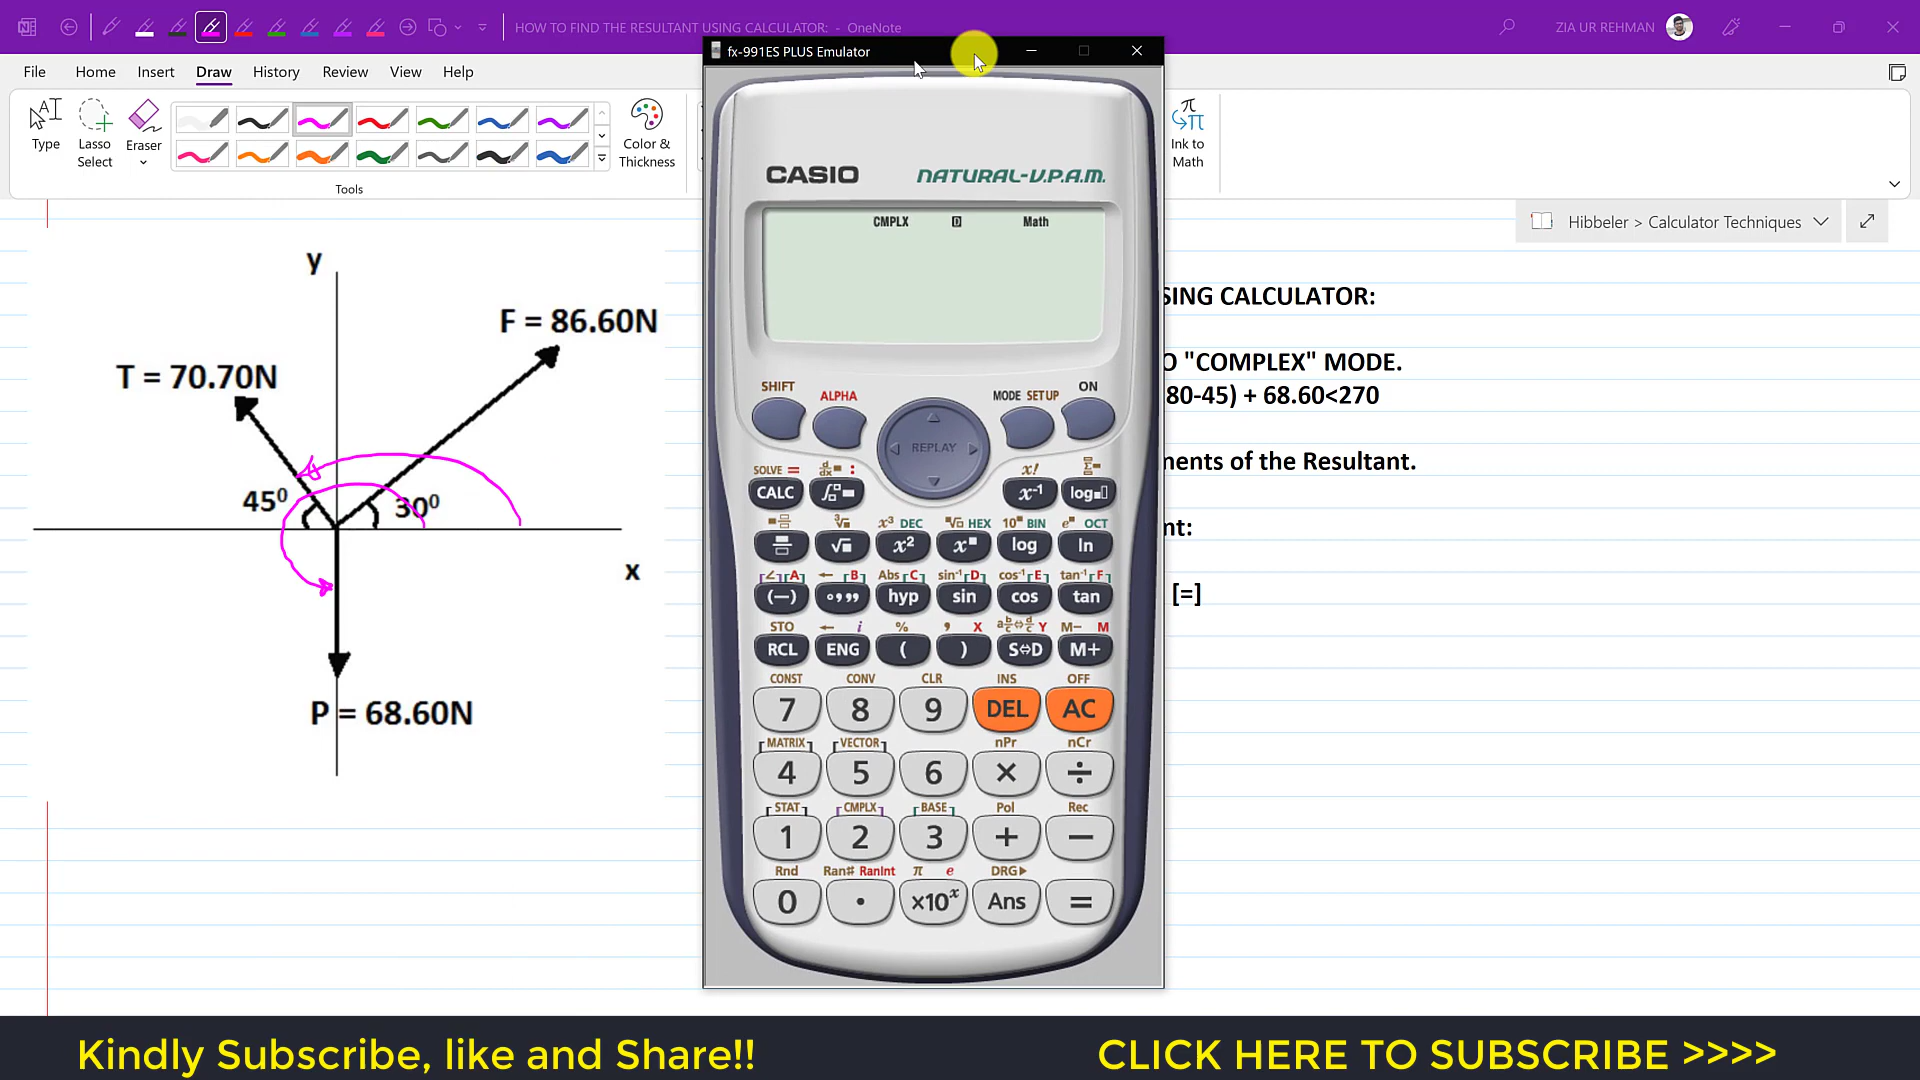 HOW TO FIND THE RESULTANT USING CALCULATOR: - OneNote
ZIA UR REHMAN
fx-991ES PLUS Emulator
File Home Insert Draw History Review View Help
Type
Lasso Select
Eraser
Color & Thickness
Ink to Math
Tools
Hibbeler > Calculator Techniques
y
F = 86.60N
T = 70.70N
45⁰
30⁰
x
P = 68.60N
SING CALCULATOR:
O "COMPLEX" MODE.
80-45) + 68.60<270
nents of the Resultant.
nt:
[=]
CASIO NATURAL-V.P.A.M.
CMPLX D Math
SHIFT ALPHA MODE SETUP ON
REPLAY
SOLVE = d/dx : x! Σ
CALC ∫ x⁻¹ log
³√ x³ DEC √ HEX 10 BIN e OCT
√ x² x log ln
∠ A ← B Abs C sin⁻¹ D cos⁻¹ E tan⁻¹ F
(−) °,,, hyp sin cos tan
STO ← i % , X a b/c⇔d/c Y M− M
RCL ENG ( ) S⇔D M+
CONST CONV CLR INS OFF
7 8 9 DEL AC
MATRIX VECTOR nPr nCr
4 5 6 × ÷
STAT CMPLX BASE Pol Rec
1 2 3 + −
Rnd Ran# RanInt π e DRG▶
0 . ×10ˣ Ans =
Kindly Subscribe, like and Share!!
CLICK HERE TO SUBSCRIBE >>>>